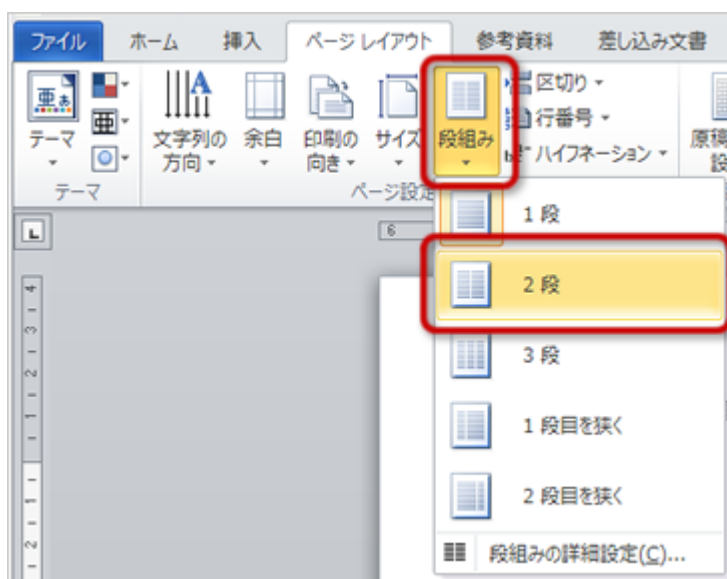 ファイル ホーム 挿入 ページ レイアウト 参考資料 差し込み文書
亜あ 亜 A 区切り
行番号
テーマ 文字列の方向 余白 印刷の向き サイズ 段組み ハイフネーション
テーマ ページ設定
1 段
2 段
3 段
1 段目を狭く
2 段目を狭く
段組みの詳細設定(C)...